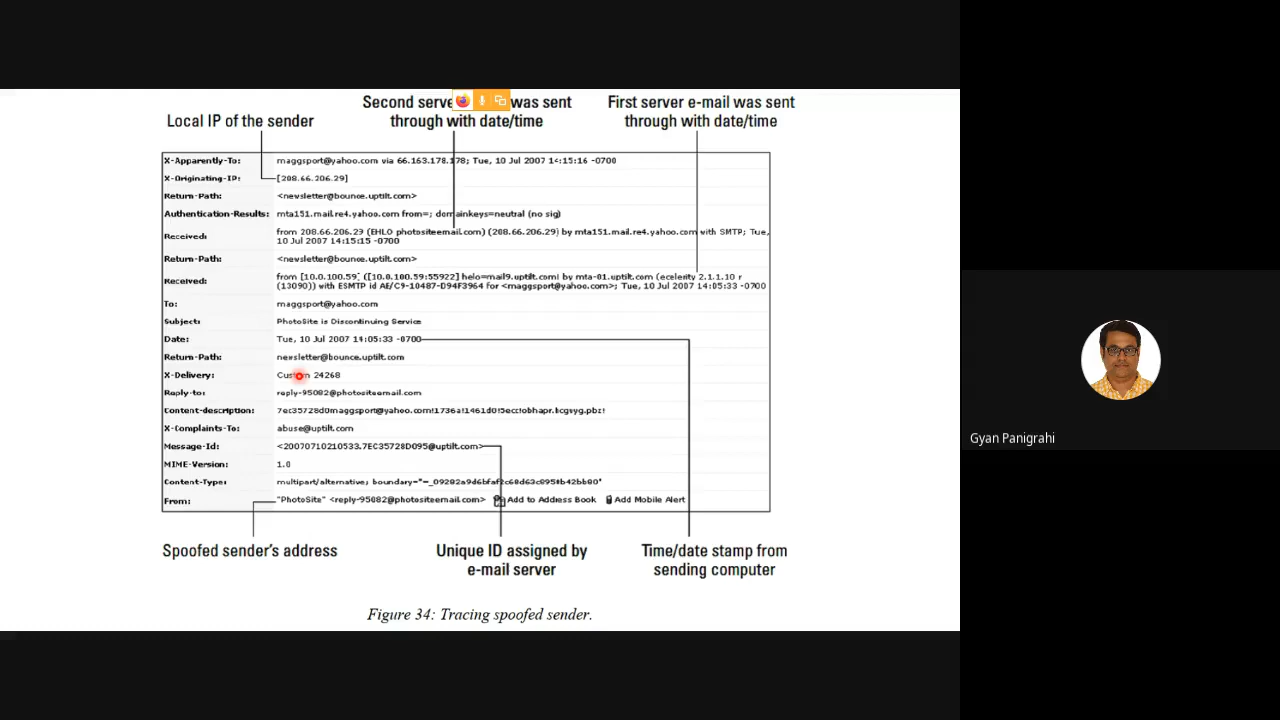 Second serve was sent
through with date/time
First server e-mail was sent
through with date/time
Local IP of the sender
X-Apparently-To: maggsport@yahoo.com via 66.163.178.178; Tue, 10 Jul 2007 14:15:16 -0700
X-Originating-IP: [208.66.206.29]
Return-Path: <newsletter@bounce.uptilt.com>
Authentication-Results: mta151.mail.re4.yahoo.com from=; domainkeys=neutral (no sig)
Received: from 208.66.206.29 (EHLO photositeemail.com) (208.66.206.29) by mta151.mail.re4.yahoo.com with SMTP; Tue,
10 Jul 2007 14:15:15 -0700
Return-Path: <newsletter@bounce.uptilt.com>
Received: from [10.0.100.59] ([10.0.100.59:55922] helo=mail9.uptilt.com) by mta-01.uptilt.com (ecelerity 2.1.1.10 r
(13090)) with ESMTP id AE/C9-10487-D94F3964 for <maggsport@yahoo.com>; Tue, 10 Jul 2007 14:05:33 -0700
To: maggsport@yahoo.com
Subject: PhotoSite is Discontinuing Service
Date: Tue, 10 Jul 2007 14:05:33 -0700
Return-Path: newsletter@bounce.uptilt.com
X-Delivery: Custom 24268
Reply-to: reply-95082@photositeemail.com
Content-description:
X-Complaints-To: abuse@uptilt.com
Message-Id: <20070710210533.7EC35728D095@uptilt.com>
MIME-Version: 1.0
Content-Type: multipart/alternative;
From: "PhotoSite" <reply-95082@photositeemail.com> Add to Address Book Add Mobile Alert
Spoofed sender's address
Unique ID assigned by
e-mail server
Time/date stamp from
sending computer
Figure 34: Tracing spoofed sender.
Gyan Panigrahi